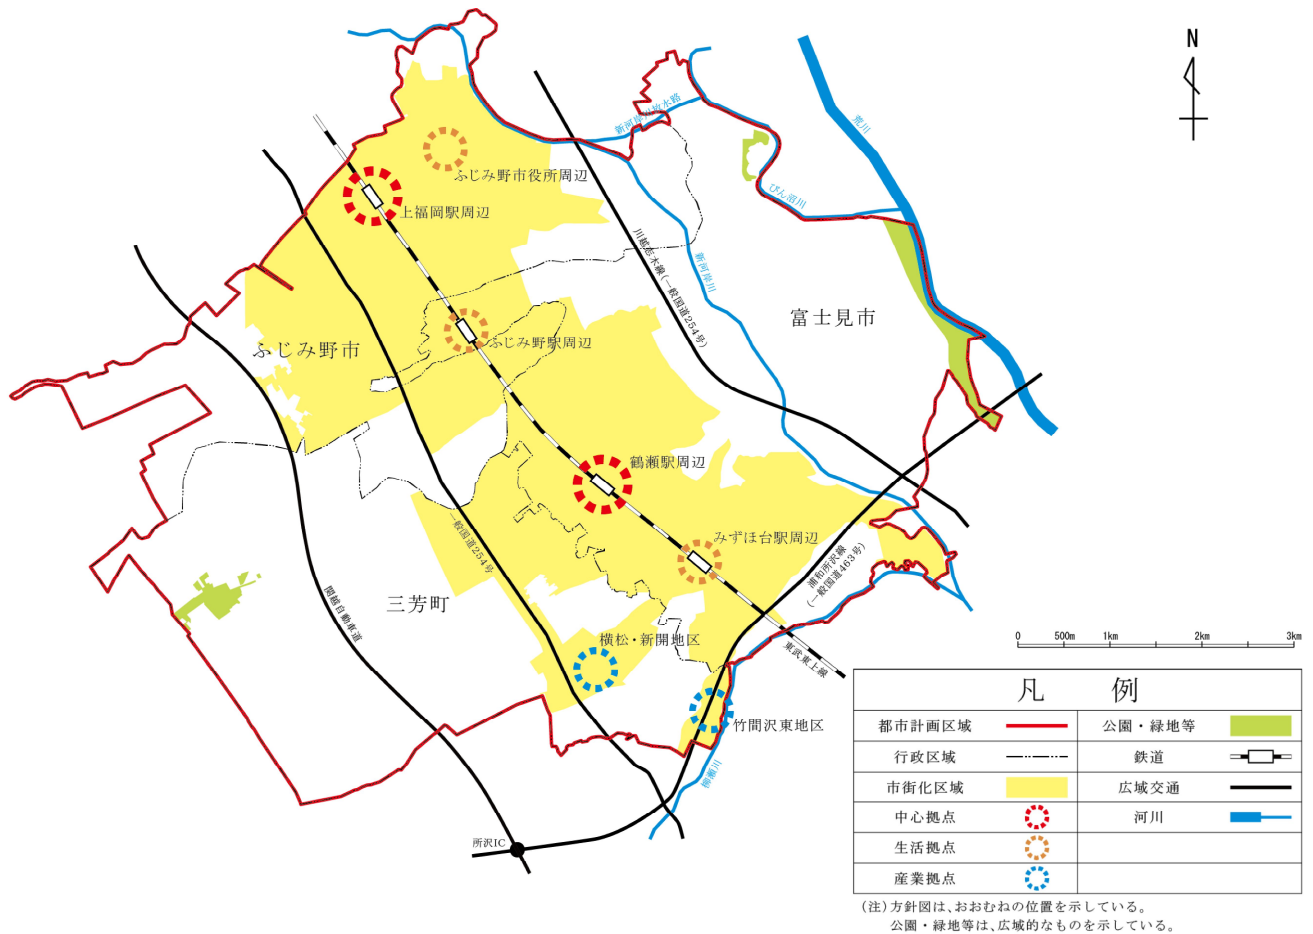 N
新河岸川放水路
荒川
ふじみ野市役所周辺
びん沼川
上福岡駅周辺
川越志木線(一般国道254号)
新河岸川
富士見市
ふじみ野市
ふじみ野駅周辺
鶴瀬駅周辺
一般国道254号
みずほ台駅周辺
浦和所沢線
(一般国道463号)
関越自動車道
三芳町
横松・新開地区
東武東上線
竹間沢東地区
柳瀬川
所沢IC
0 500m 1km 2km 3km
凡例
都市計画区域 公園・緑地等
行政区域 鉄道
市街化区域 広域交通
中心拠点 河川
生活拠点
産業拠点
(注)方針図は、おおむねの位置を示している。
公園・緑地等は、広域的なものを示している。